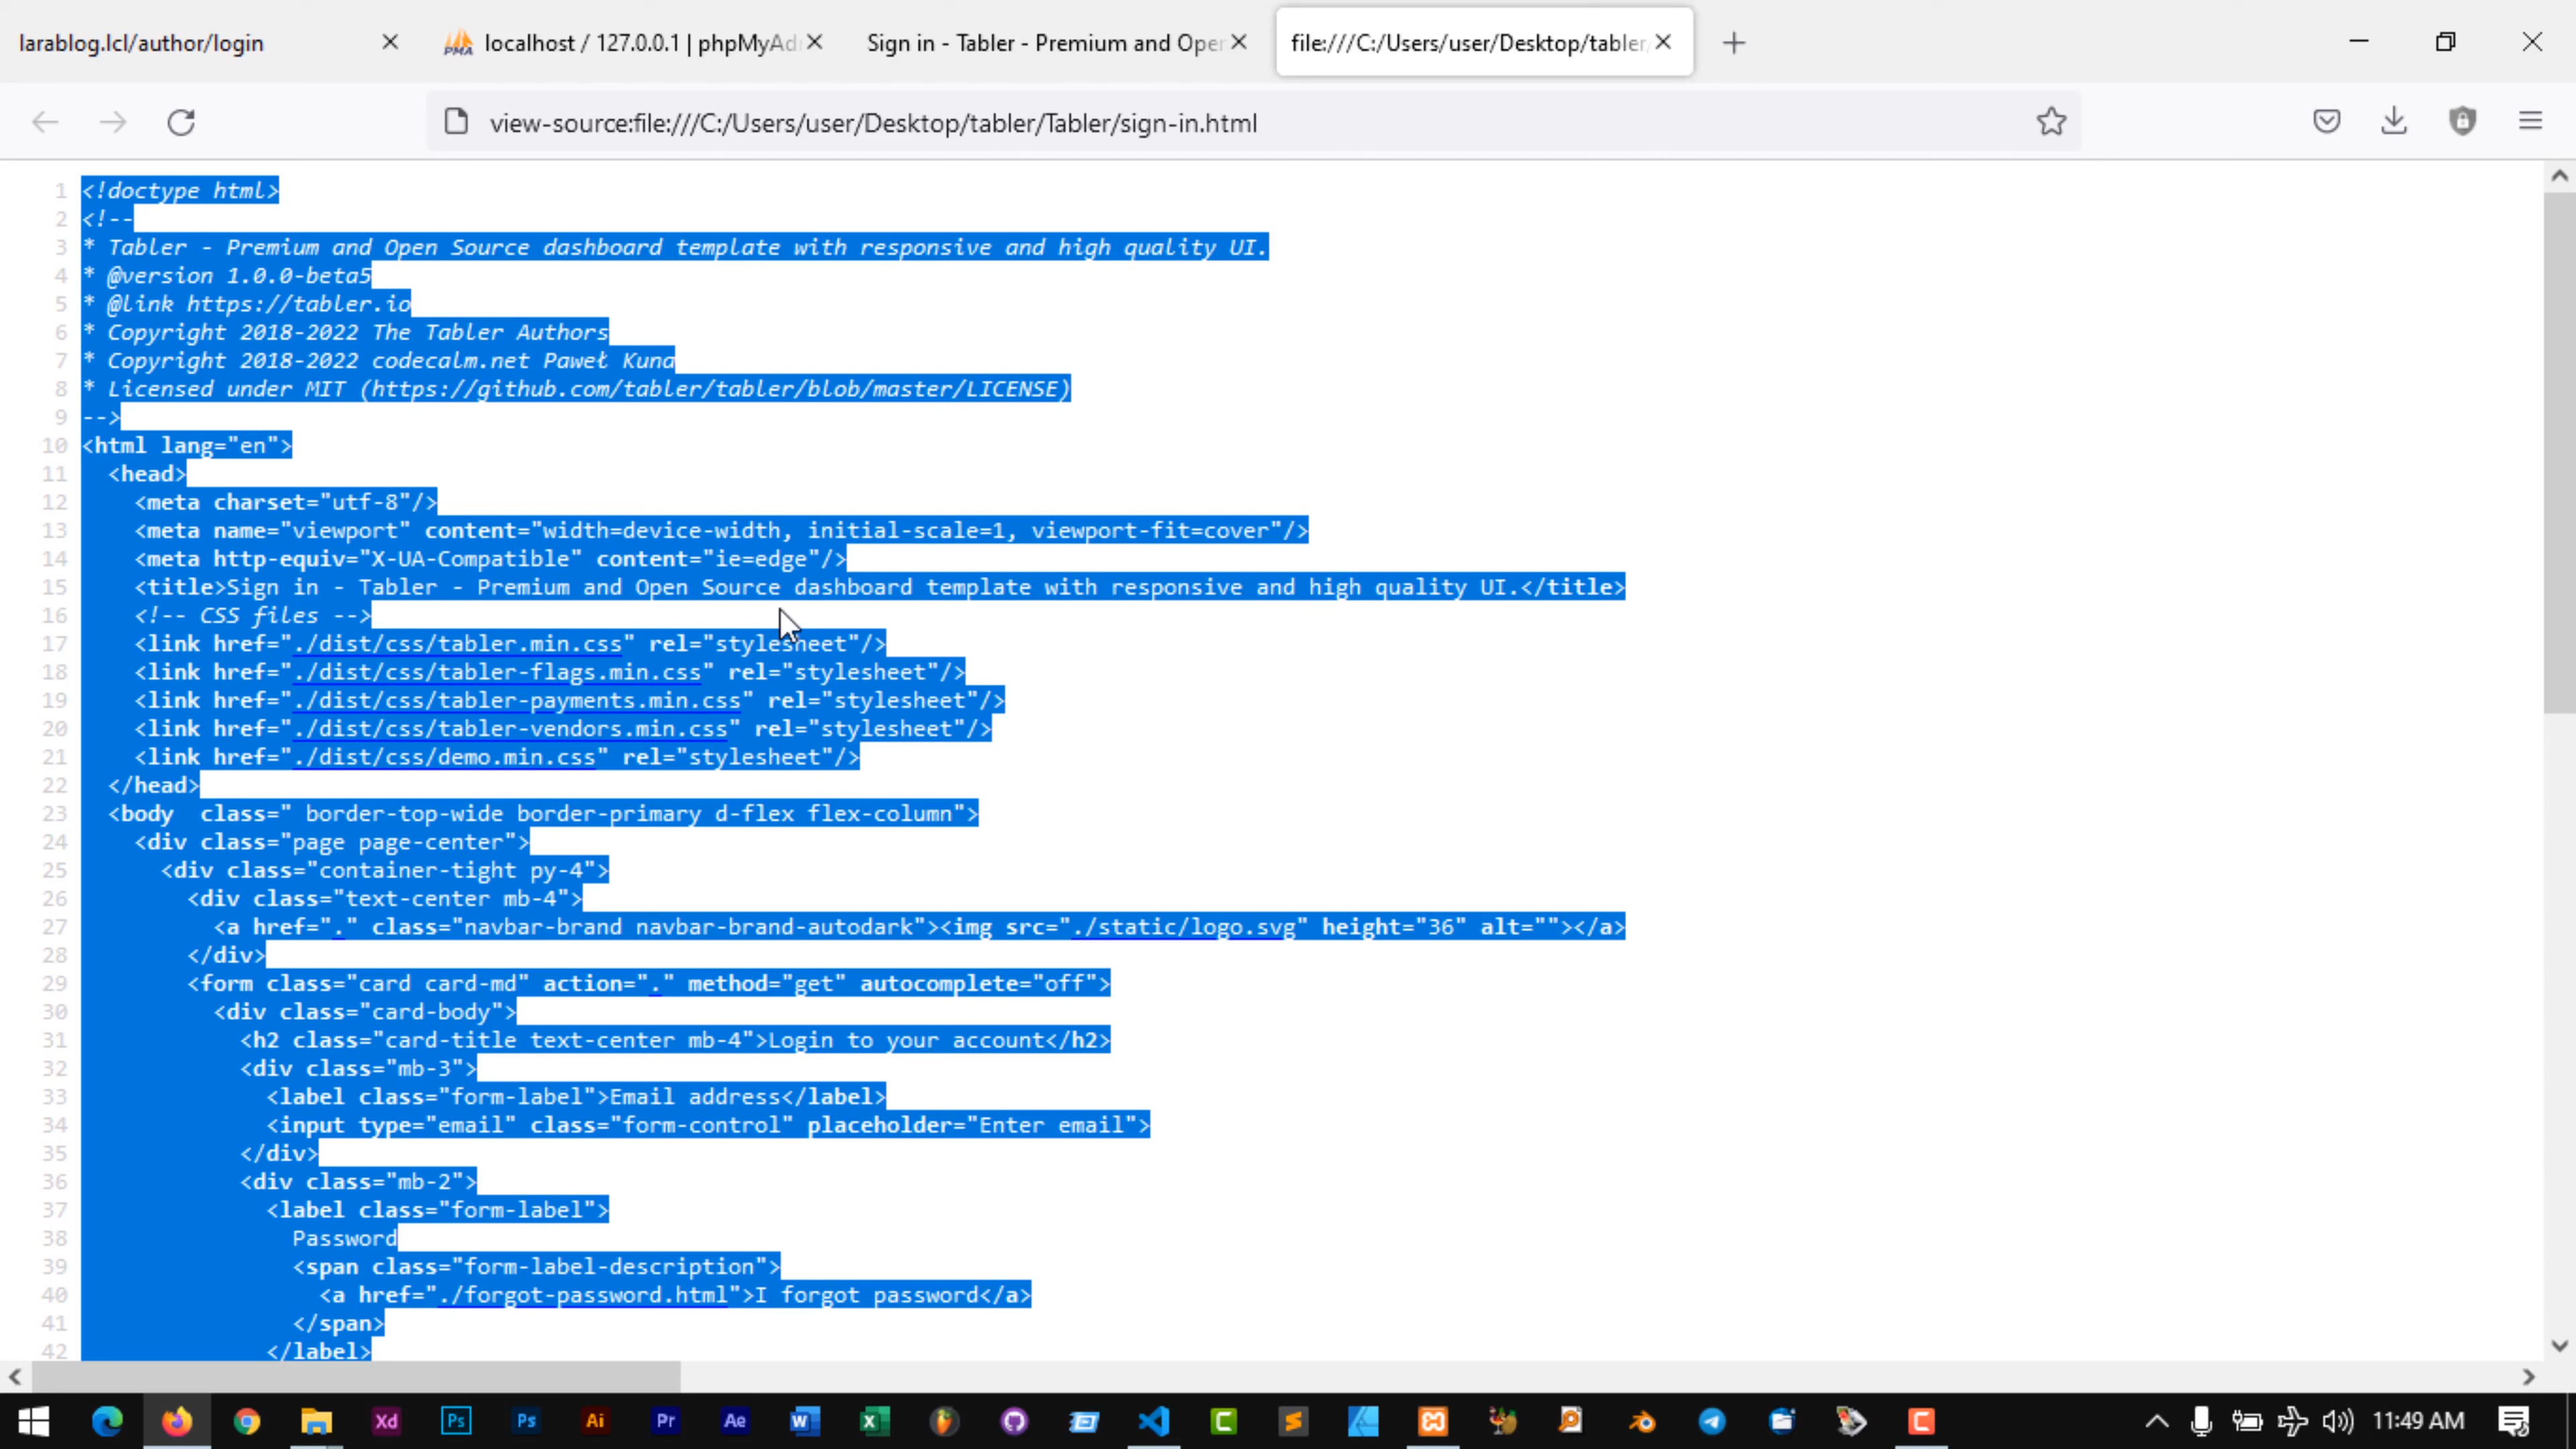 larablog.lcl/author/login
PMA localhost / 127.0.0.1 | phpMyAd
Sign in - Tabler - Premium and Oper
file:///C:/Users/user/Desktop/tabler/
view-source:file:///C:/Users/user/Desktop/tabler/Tabler/sign-in.html
1 <!doctype html>
2 <!--
3 * Tabler - Premium and Open Source dashboard template with responsive and high quality UI.
4 * @version 1.0.0-beta5
5 * @link https://tabler.io
6 * Copyright 2018-2022 The Tabler Authors
7 * Copyright 2018-2022 codecalm.net Paweł Kuna
8 * Licensed under MIT (https://github.com/tabler/tabler/blob/master/LICENSE)
9 -->
10 <html lang="en">
11 <head>
12 <meta charset="utf-8"/>
13 <meta name="viewport" content="width=device-width, initial-scale=1, viewport-fit=cover"/>
14 <meta http-equiv="X-UA-Compatible" content="ie=edge"/>
15 <title>Sign in - Tabler - Premium and Open Source dashboard template with responsive and high quality UI.</title>
16 <!-- CSS files -->
17 <link href="./dist/css/tabler.min.css" rel="stylesheet"/>
18 <link href="./dist/css/tabler-flags.min.css" rel="stylesheet"/>
19 <link href="./dist/css/tabler-payments.min.css" rel="stylesheet"/>
20 <link href="./dist/css/tabler-vendors.min.css" rel="stylesheet"/>
21 <link href="./dist/css/demo.min.css" rel="stylesheet"/>
22 </head>
23 <body  class=" border-top-wide border-primary d-flex flex-column">
24 <div class="page page-center">
25 <div class="container-tight py-4">
26 <div class="text-center mb-4">
27 <a href="." class="navbar-brand navbar-brand-autodark"><img src="./static/logo.svg" height="36" alt=""></a>
28 </div>
29 <form class="card card-md" action="." method="get" autocomplete="off">
30 <div class="card-body">
31 <h2 class="card-title text-center mb-4">Login to your account</h2>
32 <div class="mb-3">
33 <label class="form-label">Email address</label>
34 <input type="email" class="form-control" placeholder="Enter email">
35 </div>
36 <div class="mb-2">
37 <label class="form-label">
38 Password
39 <span class="form-label-description">
40 <a href="./forgot-password.html">I forgot password</a>
41 </span>
42 </label>
Xd Ps Ps Ai Pr Ae W X C S C 11:49 AM